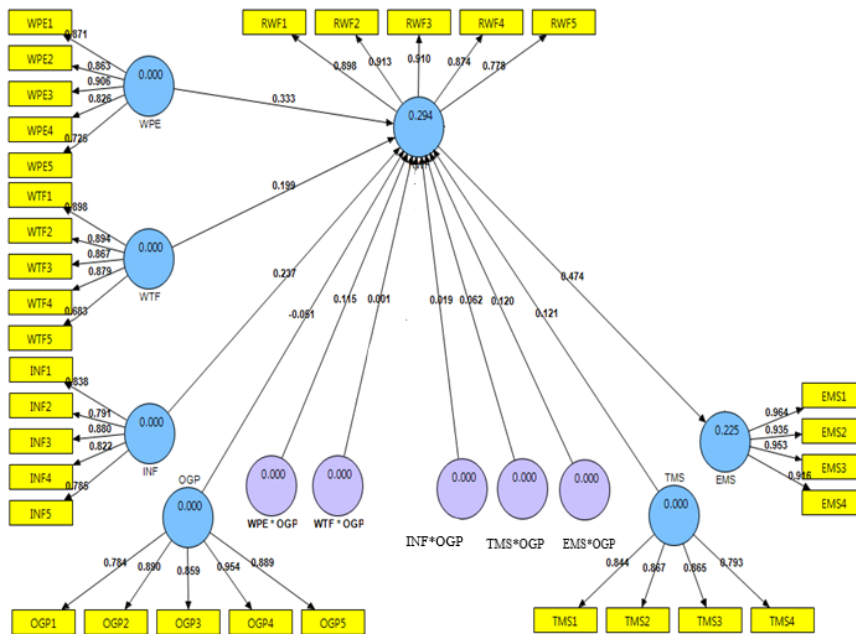 RWF1 RWF2 RWF3 RWF4 RWF5
0.898 0.913 0.910 0.874 0.778
0.294
WPE1
0.871
WPE2
0.863
WPE3
0.906
WPE4
0.826
WPE5
0.000
WPE
0.333
WTF1
0.898
WTF2
0.894
WTF3
0.867
WTF4
0.879
WTF5
0.683
0.000
WTF
0.199
INF1
0.838
INF2
0.791
INF3
0.880
INF4
0.822
INF5
0.000
INF
0.237
0.115
0.001
0.019
0.062
0.120
0.121
0.474
OGP
0.000
0.784 0.890 0.859 0.954 0.889
OGP1 OGP2 OGP3 OGP4 OGP5
0.000
WPE * OGP
0.000
WTF * OGP
0.000
INF*OGP
0.000
TMS*OGP
0.000
EMS*OGP
TMS
0.000
0.844 0.867 0.865 0.793
TMS1 TMS2 TMS3 TMS4
0.225
EMS
0.964
EMS1
0.935
EMS2
0.953
EMS3
0.916
EMS4